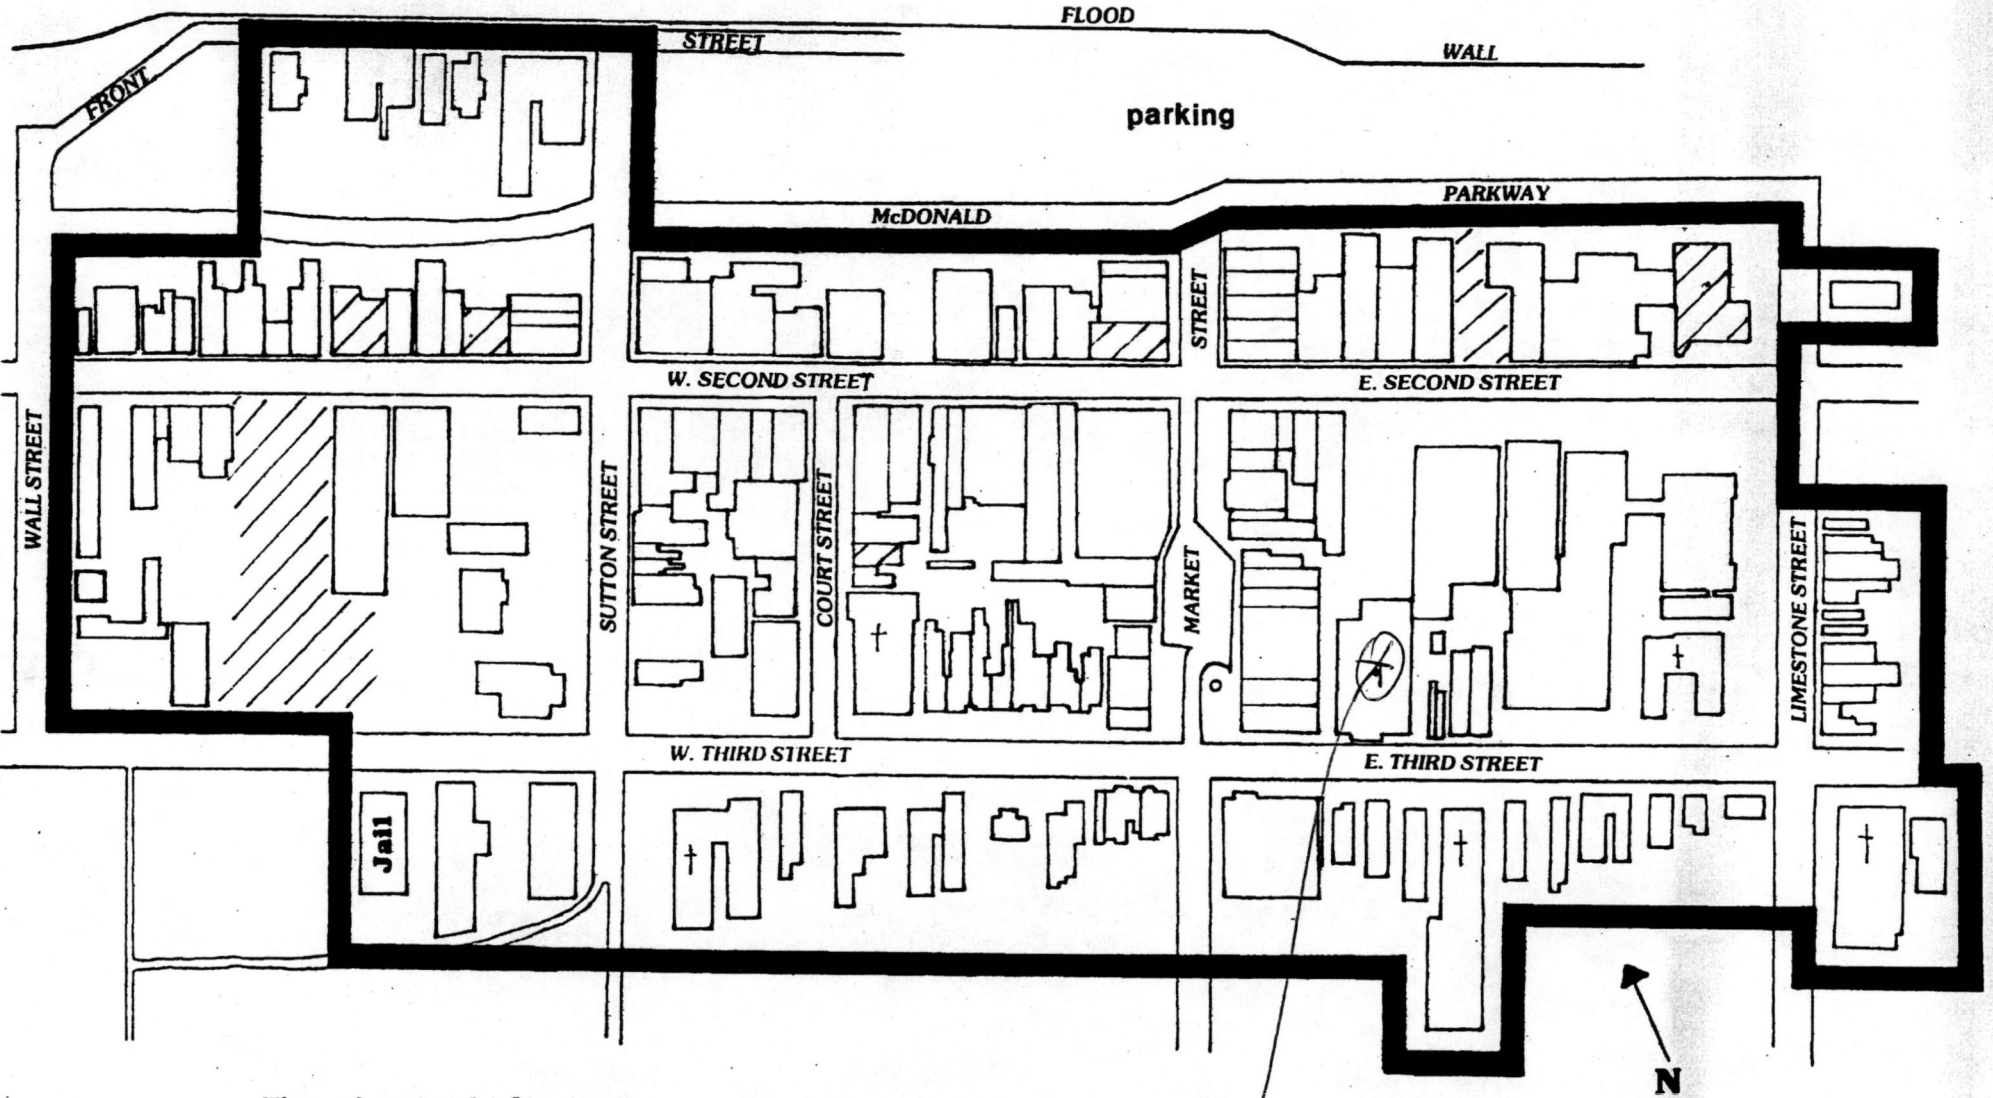 FLOOD
STREET
WALL
FRONT
parking
PARKWAY
McDONALD
STREET
W. SECOND STREET
E. SECOND STREET
WALL STREET
SUTTON STREET
COURT STREET
MARKET
LIMESTONE STREET
W. THIRD STREET
E. THIRD STREET
Jail
N